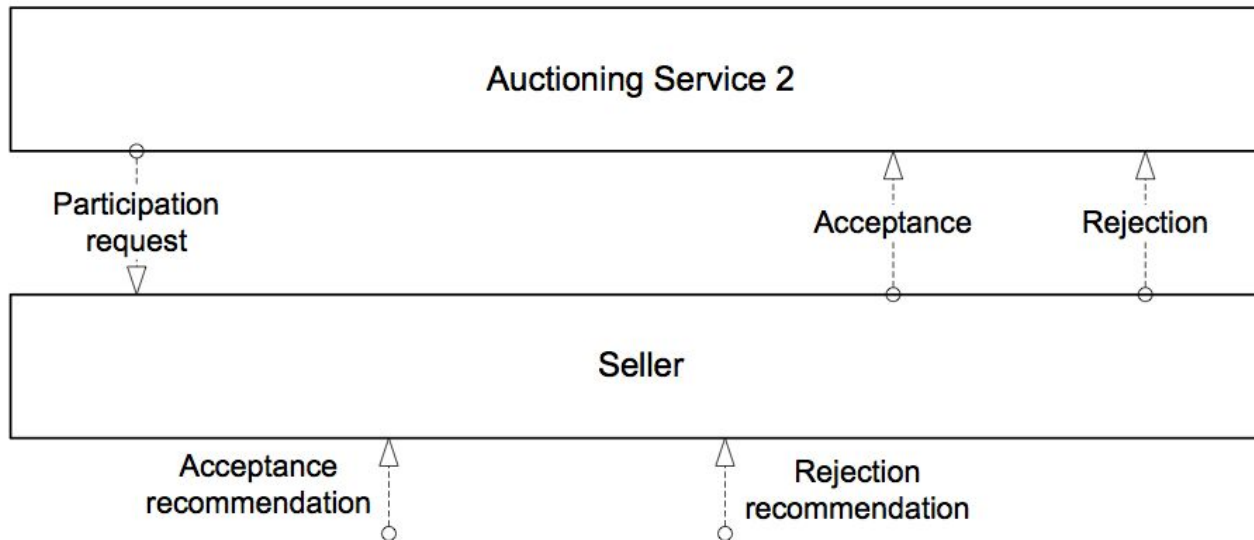 Auctioning Service 2
Participation
request
Acceptance
Rejection
Seller
Acceptance
recommendation
Rejection
recommendation